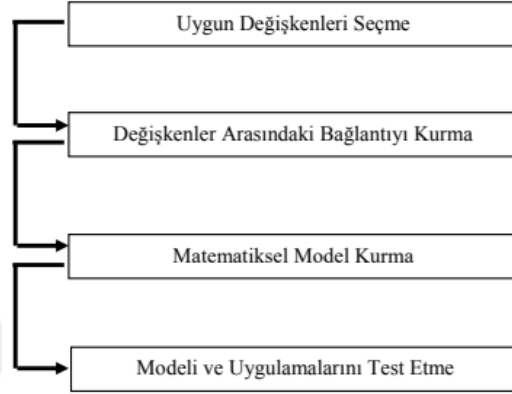 Uygun Değişkenleri Seçme
Değişkenler Arasındaki Bağlantıyı Kurma
Matematiksel Model Kurma
Modeli ve Uygulamalarını Test Etme